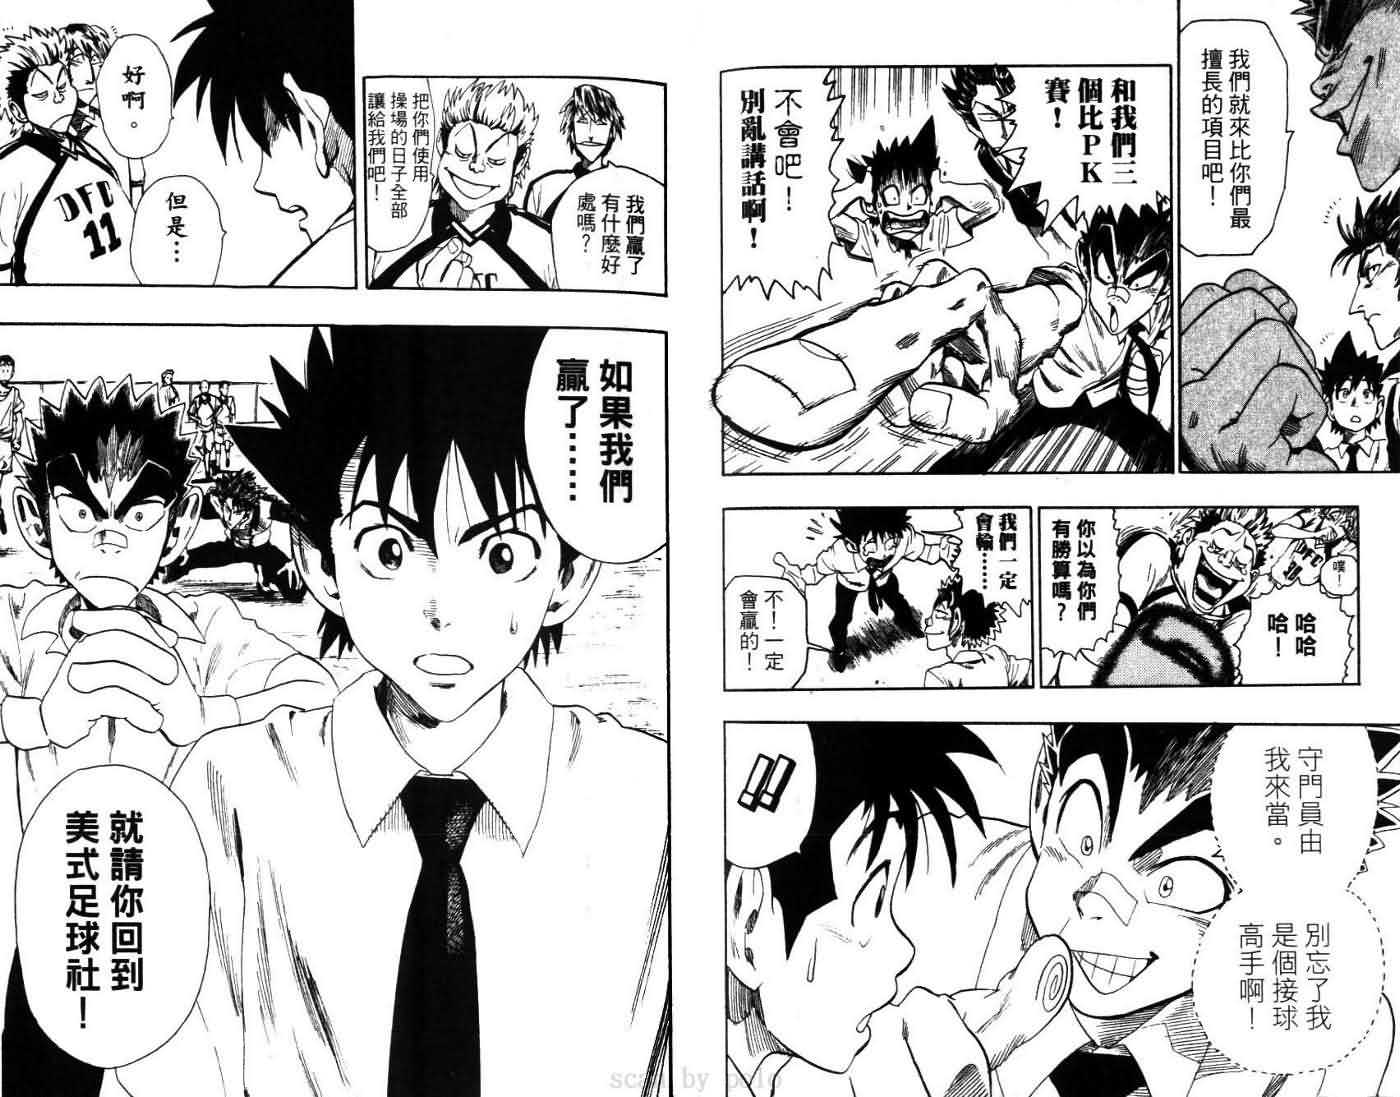 我們就來比你們最
擅長的項目吧！
和我們三
個比PK
賽！
不會吧！
別亂講話啊！
噗！
哈哈
哈！
你以為你們
有勝算嗎？
我們一定
會輸……
不！一定
會贏的！
守門員由
我來當。
別忘了我
是個接球
高手啊！
!!
我們贏了
有什麼好
處嗎？
把你們使用
操場的日子全部
讓給我們吧！
DFC
好啊。
但是…
DFC
11
如果我們
贏了……
就請你回到
美式足球社！
scan by polo